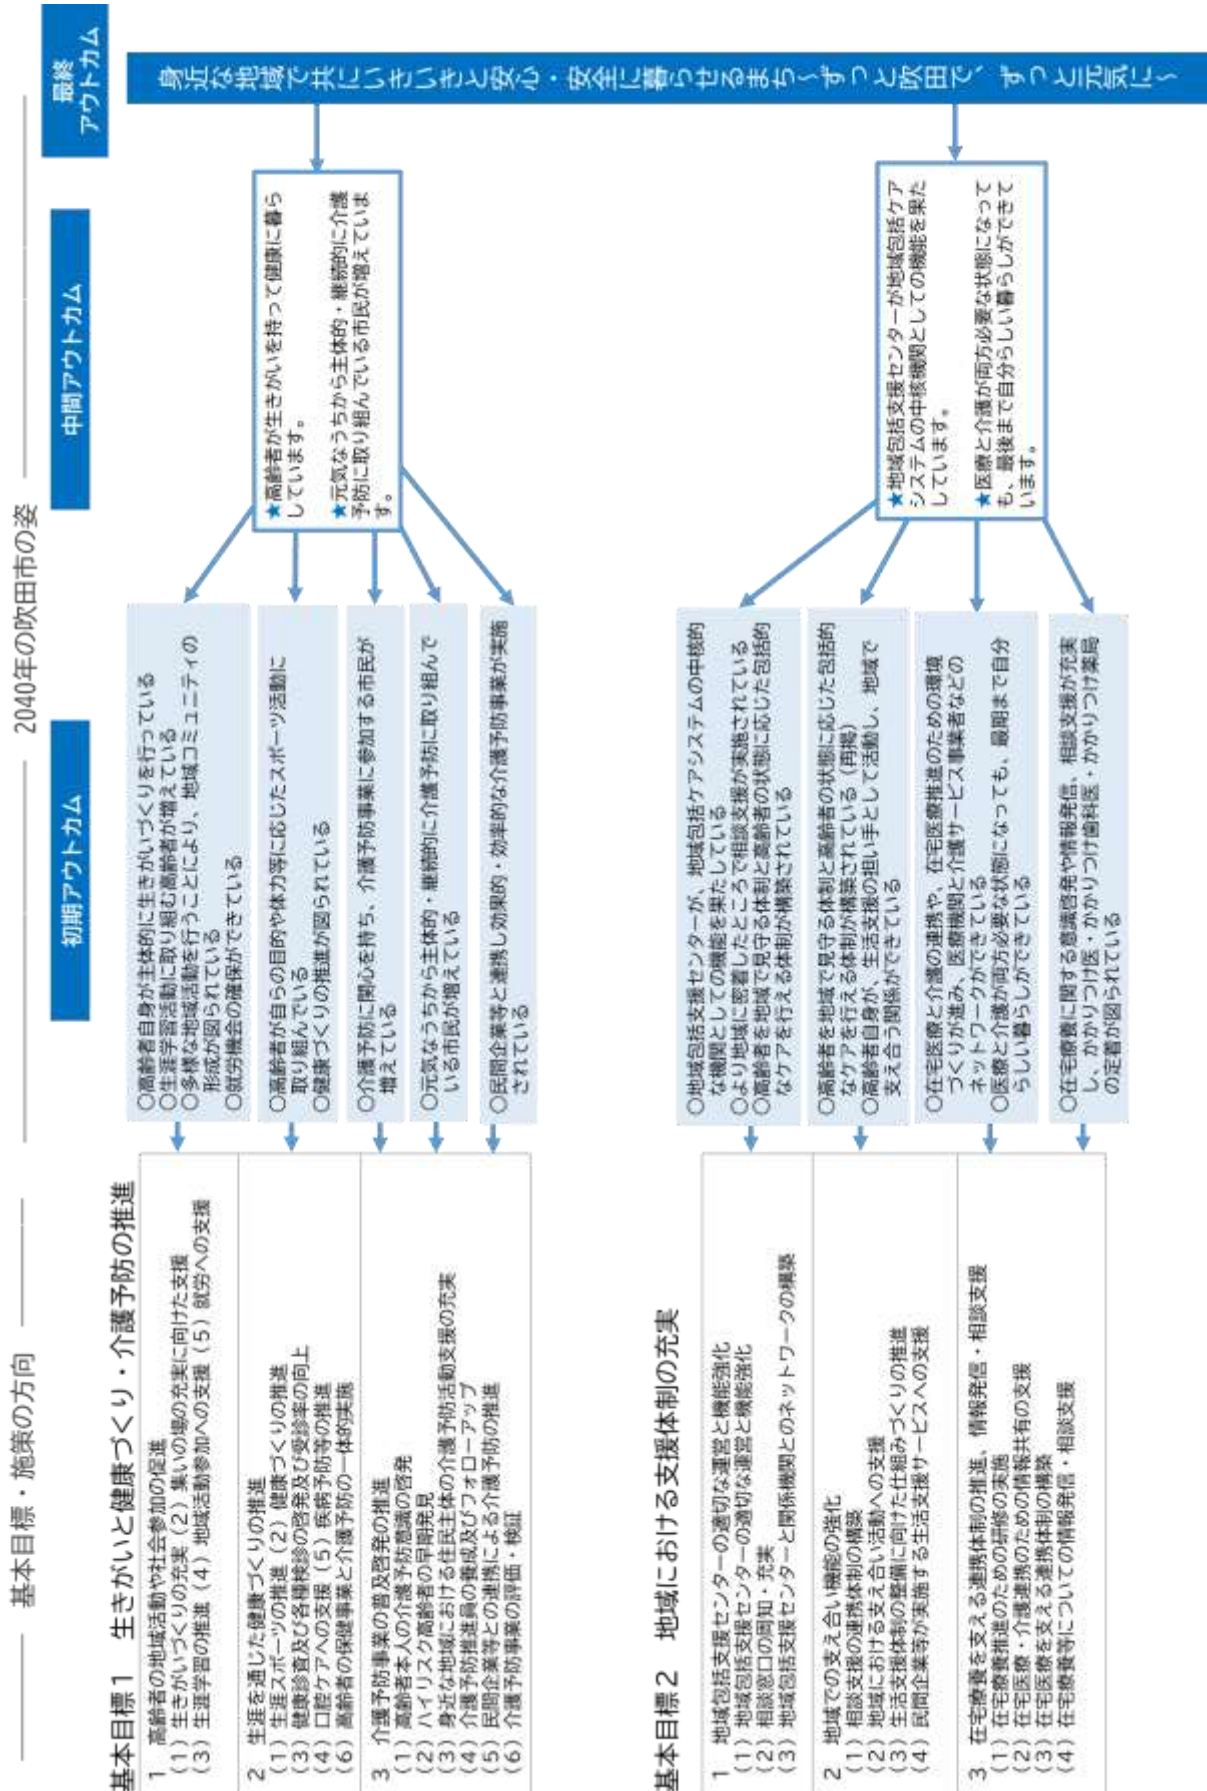 基本目標・施策の方向
2040年の吹田市の姿
初期アウトカム
中間アウトカム
最終
アウトカム
基本目標1 生きがいと健康づくり・介護予防の推進
1 高齢者の地域活動や社会参加の促進
(1)生きがいづくりの充実(2)集いの場の充実に向けた支援
(3)生涯学習の推進(4)地域活動参加への支援(5)就労への支援
2 生涯を通じた健康づくりの推進
(1)生涯スポーツの推進(2)健康づくりの推進
(3)健康診査及び各種検診の啓発及び受診率の向上
(4)口腔ケアへの支援(5)疾病予防等の推進
(6)高齢者の保健事業と介護予防の一体的実施
3 介護予防事業の普及啓発の推進
(1)高齢者本人の介護予防意識の啓発
(2)ハイリスク高齢者の早期発見
(3)身近な地域における住民主体の介護予防活動支援の充実
(4)介護予防推進員の養成及びフォローアップ
(5)民間企業等との連携による介護予防の推進
(6)介護予防事業の評価・検証
○高齢者自身が主体的に生きがいづくりを行っている
○生涯学習活動に取り組む高齢者が増えている
○多様な地域活動を行うことにより、地域コミュニティの
形成が図られている
○就労機会の確保ができている
○高齢者が自らの目的や体力等に応じたスポーツ活動に
取り組んでいる
○健康づくりの推進が図られている
○介護予防に関心を持ち、介護予防事業に参加する市民が
増えている
○元気なうちから主体的・継続的に介護予防に取り組んで
いる市民が増えている
○民間企業等と連携し効果的・効率的な介護予防事業が実施
されている
★高齢者が生きがいを持って健康に暮ら
しています。
★元気なうちから主体的・継続的に介護
予防に取り組んでいる市民が増えていま
す。
基本目標2 地域における支援体制の充実
1 地域包括支援センターの適切な運営と機能強化
(1)地域包括支援センターの適切な運営と機能強化
(2)相談窓口の周知・充実
(3)地域包括支援センターと関係機関とのネットワークの構築
2 地域での支え合い機能の強化
(1)相談支援の連携体制の構築
(2)地域における支え合い活動への支援
(3)生活支援体制の整備に向けた仕組みづくりの推進
(4)民間企業等が実施する生活支援サービスへの支援
3 在宅療養を支える連携体制の推進、情報発信・相談支援
(1)在宅療養推進のための研修の実施
(2)在宅医療・介護連携のための情報共有の支援
(3)在宅医療を支える連携体制の構築
(4)在宅療養等についての情報発信・相談支援
○地域包括支援センターが、地域包括ケアシステムの中核的
な機関としての機能を果たしている
○より地域に密着したところで相談支援が実施されている
○高齢者を地域で見守る体制と高齢者の状態に応じた包括的
なケアを行える体制が構築されている
○高齢者を地域で見守る体制と高齢者の状態に応じた包括的
なケアを行える体制が構築されている(再掲)
○高齢者自身が、生活支援の担い手として活動し、地域で
支え合う関係ができている
○在宅医療と介護の連携や、在宅医療推進のための環境
づくりが進み、医療機関と介護サービス事業者などの
ネットワークができている
○医療と介護が両方必要な状態になっても、最期まで自分
らしい暮らしができている
○在宅療養に関する意識啓発や情報発信、相談支援が充実
し、かかりつけ医・かかりつけ歯科医・かかりつけ薬局
の定着が図られている
★地域包括支援センターが地域包括ケア
システムの中核機関としての機能を果た
しています。
★医療と介護が両方必要な状態になって
も、最後まで自分らしい暮らしができて
います。
身近な地域で共にいきいきと安心・安全に暮らせるまち～ずっと吹田で、ずっと元気に～